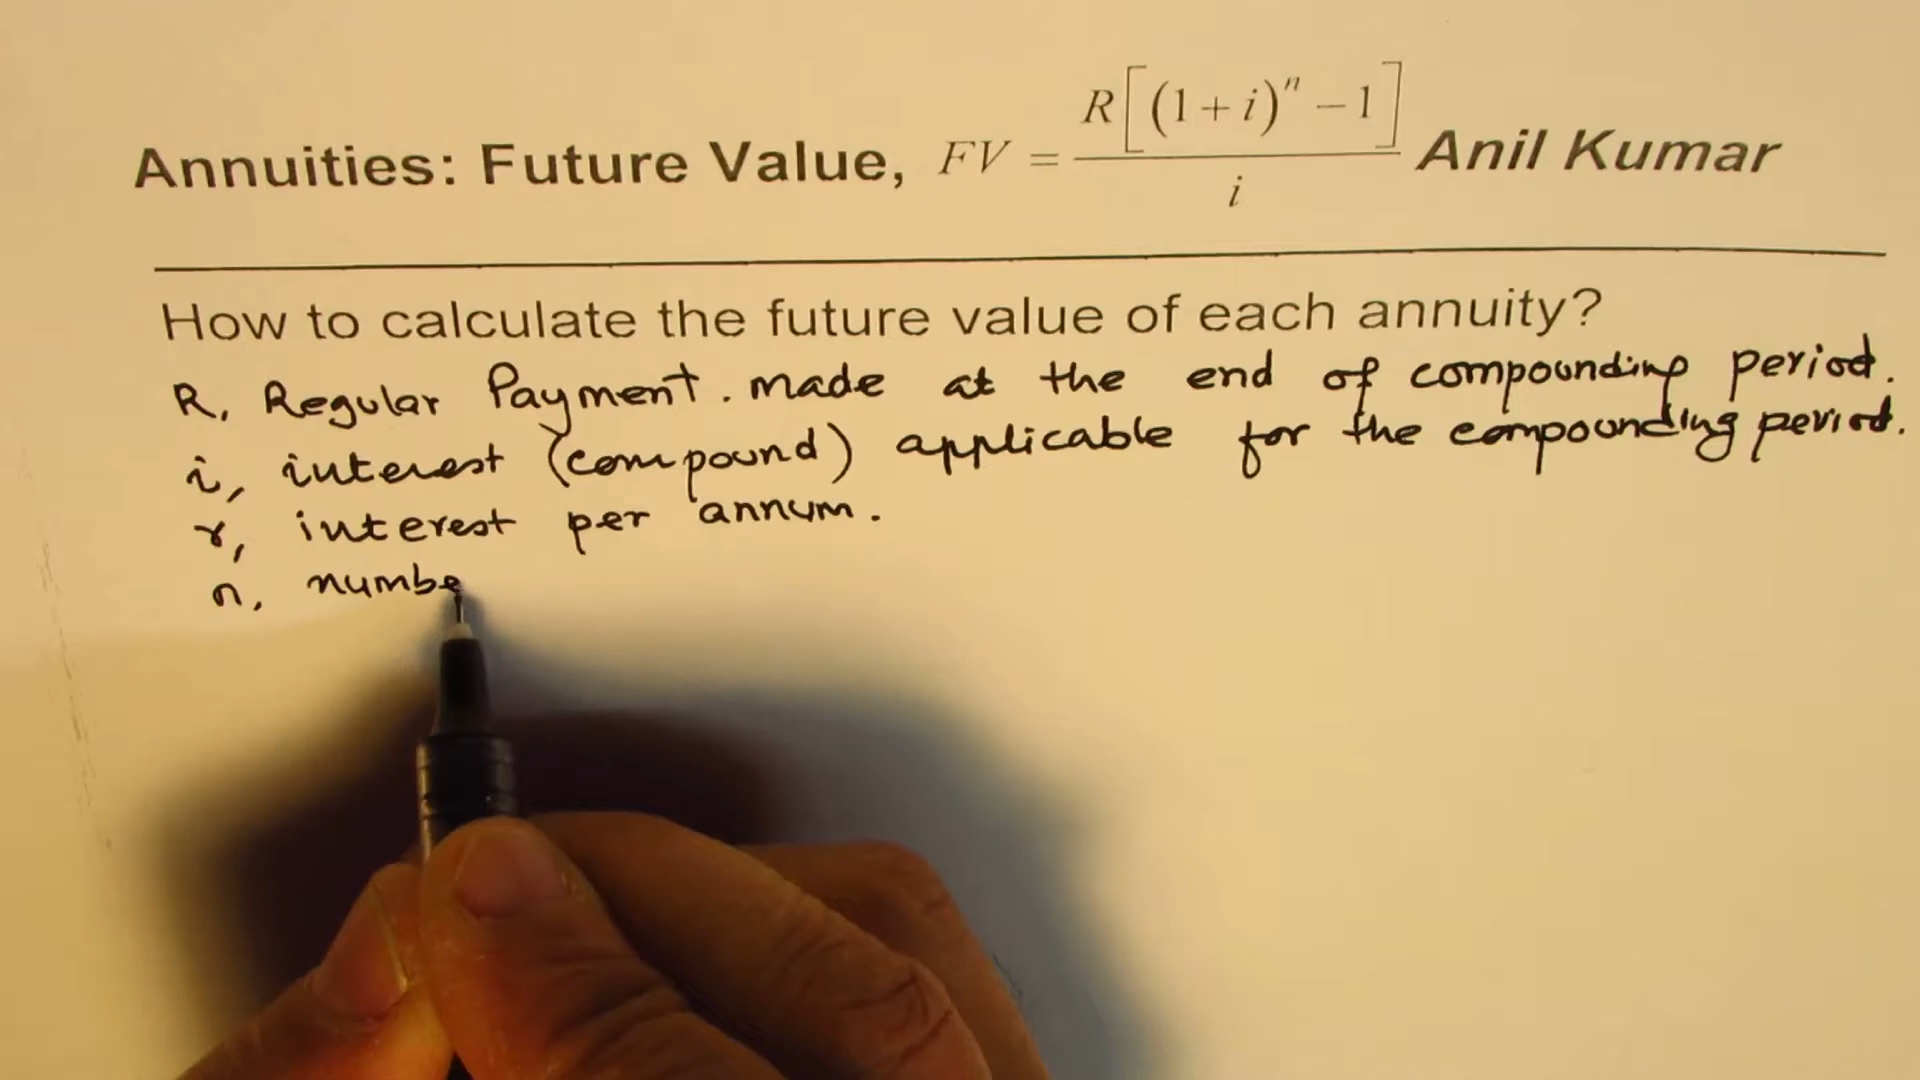 Annuities: Future Value, FV = R[(1+i)^n − 1] / i Anil Kumar
How to calculate the future value of each annuity?
R, Regular Payment. made at the end of compounding period.
i, interest (compound) applicable for the compounding period.
r, interest per annum.
n, numbe